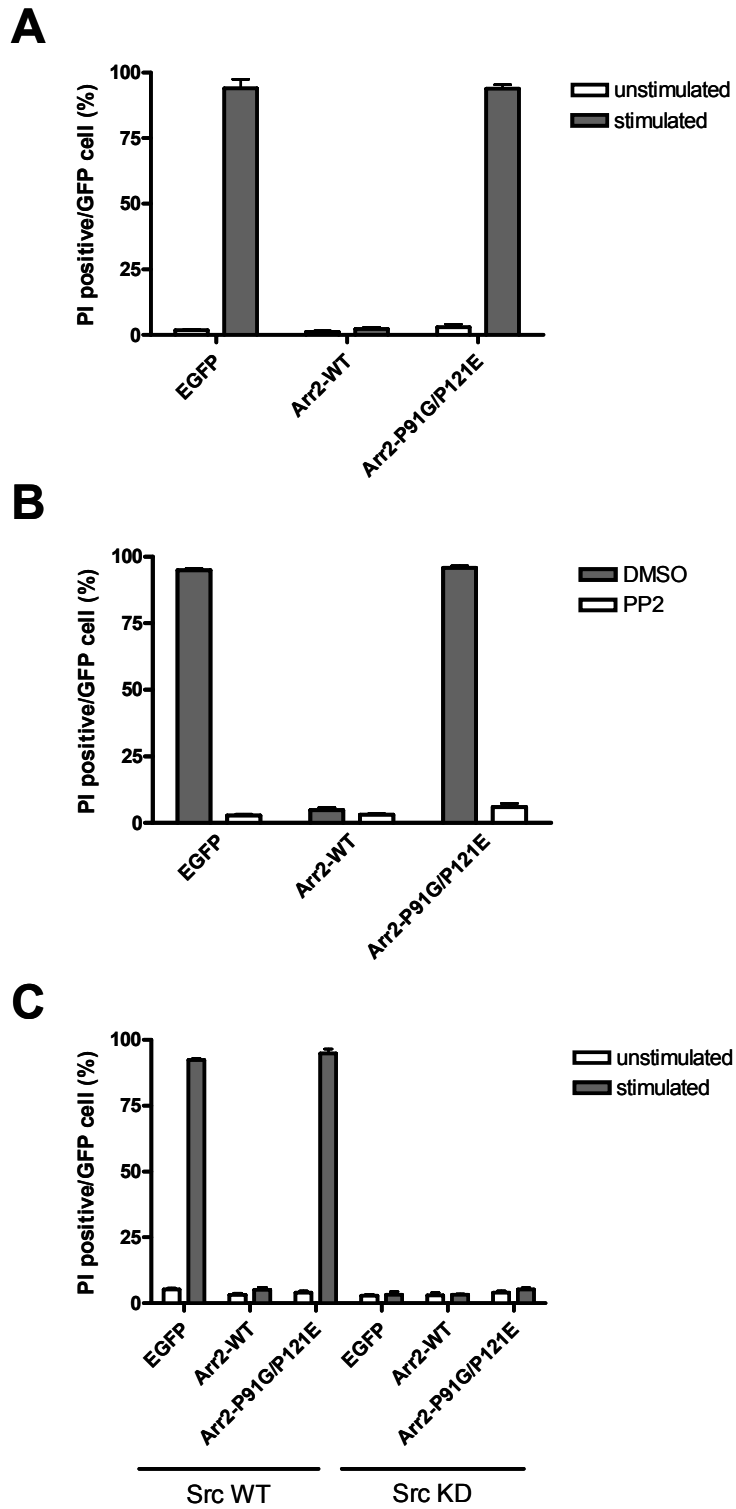 A
PI positive/GFP cell (%)
100
75
50
25
0
EGFP
Arr2-WT
Arr2-P91G/P121E
unstimulated
stimulated
B
PI positive/GFP cell (%)
100
75
50
25
0
EGFP
Arr2-WT
Arr2-P91G/P121E
DMSO
PP2
C
PI positive/GFP cell (%)
100
75
50
25
0
EGFP
Arr2-WT
Arr2-P91G/P121E
EGFP
Arr2-WT
Arr2-P91G/P121E
Src WT
Src KD
unstimulated
stimulated